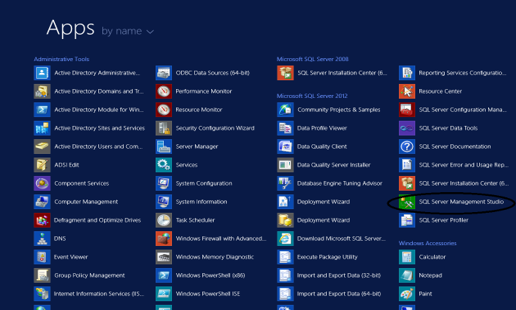 Apps by name
Administrative Tools
Active Directory Administrative...
Active Directory Domains and Tr...
Active Directory Module for Win...
Active Directory Sites and Services
Active Directory Users and Com...
ADSI Edit
Component Services
Computer Management
Defragment and Optimize Drives
DNS
Event Viewer
Group Policy Management
Internet Information Services (IIS...
ODBC Data Sources (64-bit)
Performance Monitor
Resource Monitor
Security Configuration Wizard
Server Manager
Services
System Configuration
System Information
Task Scheduler
Windows Firewall with Advanced...
Windows Memory Diagnostic
Windows PowerShell (x86)
Windows PowerShell ISE
Microsoft SQL Server 2008
SQL Server Installation Center (6...
Microsoft SQL Server 2012
Community Projects & Samples
Data Profile Viewer
Data Quality Client
Data Quality Server Installer
Database Engine Tuning Advisor
Deployment Wizard
Deployment Wizard
Download Microsoft SQL Server...
Execute Package Utility
Import and Export Data (32-bit)
Import and Export Data (64-bit)
Reporting Services Configuratio...
Resource Center
SQL Server Configuration Mana...
SQL Server Data Tools
SQL Server Documentation
SQL Server Error and Usage Rep...
SQL Server Installation Center (6...
SQL Server Management Studio
SQL Server Profiler
Windows Accessories
Calculator
Notepad
Paint